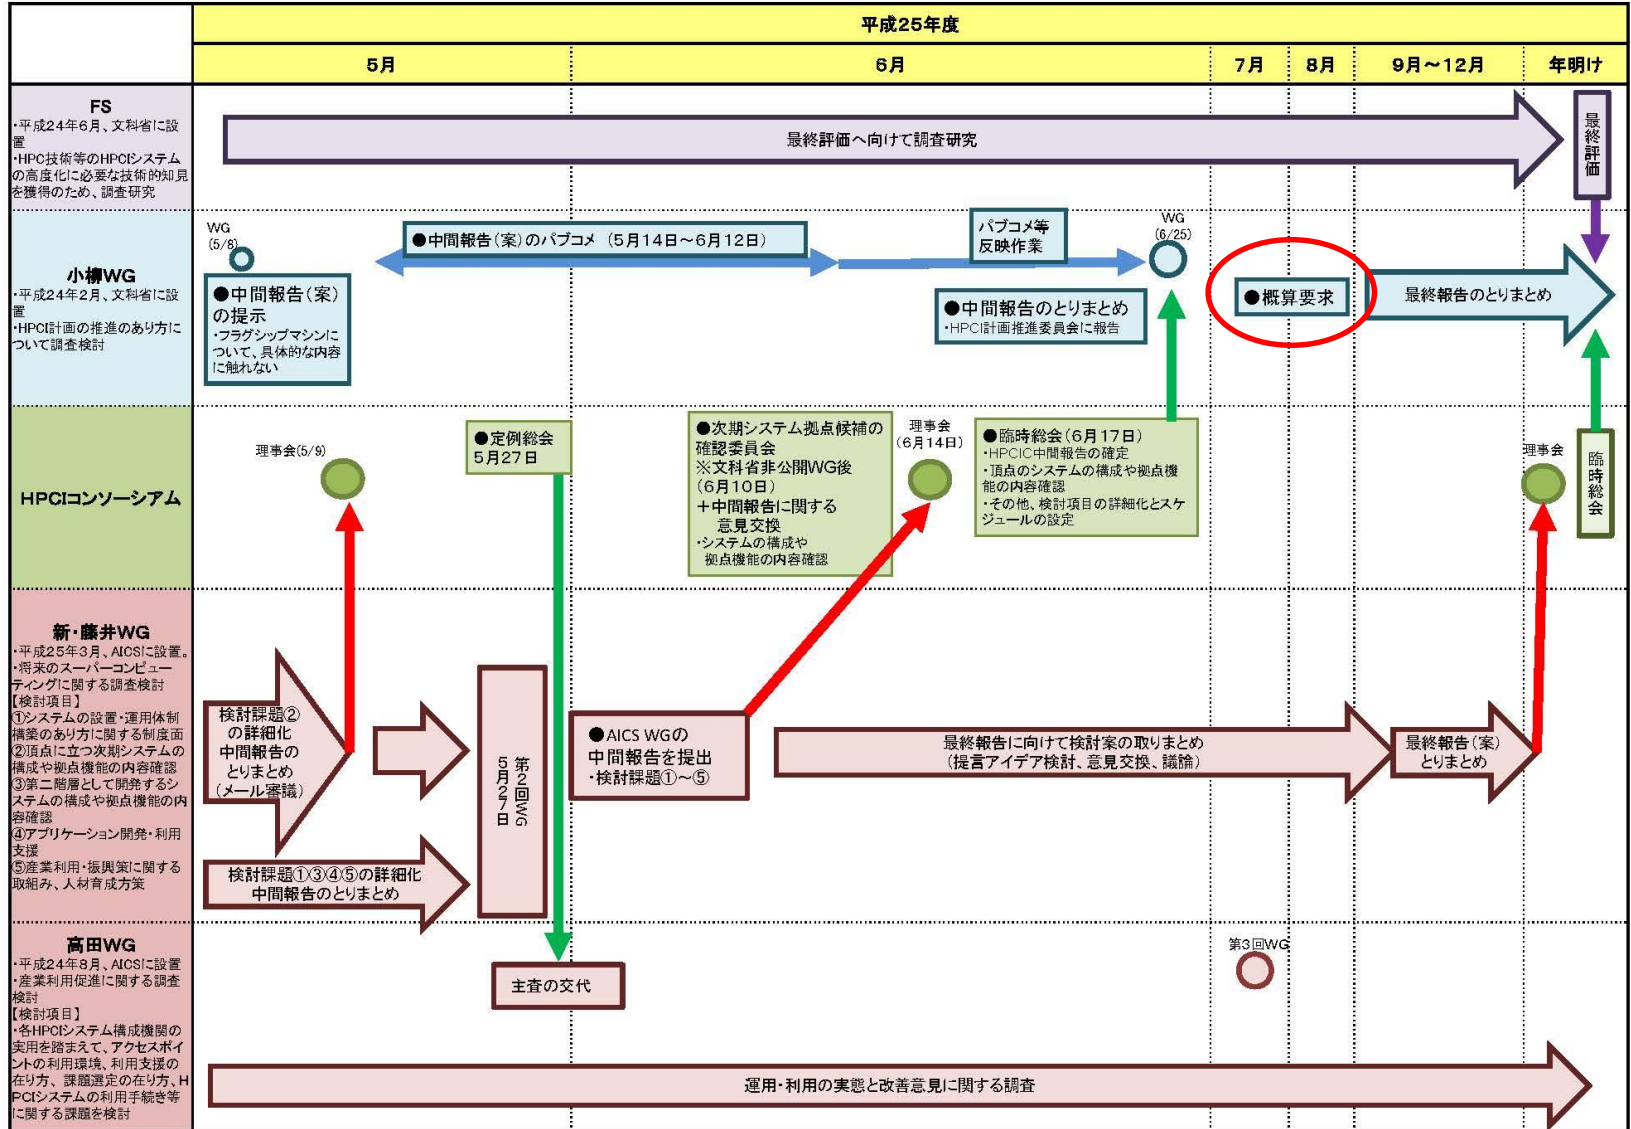 平成25年度
5月
6月
7月
8月
9月～12月
年明け
FS
・平成24年6月、文科省に設
置
・HPC技術等のHPCIシステム
の高度化に必要な技術的知見
を獲得のため、調査研究
最終評価へ向けて調査研究
最終評価
小柳WG
・平成24年2月、文科省に設
置
・HPCI計画の推進のあり方に
ついて調査検討
WG
(5/8)
●中間報告(案)
の提示
・フラグシップマシンに
ついて、具体的な内容
に触れない
●中間報告(案)のパブコメ (5月14日～6月12日)
パブコメ等
反映作業
WG
(6/25)
●中間報告のとりまとめ
・HPCI計画推進委員会に報告
●概算要求
最終報告のとりまとめ
HPCIコンソーシアム
理事会(5/9)
●定例総会
5月27日
●次期システム拠点候補の
確認委員会
※文科省非公開WG後
(6月10日)
＋中間報告に関する
意見交換
・システムの構成や
拠点機能の内容確認
理事会
(6月14日)
●臨時総会(6月17日)
・HPCIC中間報告の確定
・頂点のシステムの構成や拠点機
能の内容確認
・その他、検討項目の詳細化とスケ
ジュールの設定
理事会
臨時総会
新・藤井WG
・平成25年3月、AICSに設置。
・将来のスーパーコンピュー
ティングに関する調査検討
【検討項目】
①システムの設置・運用体制
構築のあり方に関する制度面
②頂点に立つ次期システムの
構成や拠点機能の内容確認
③第二階層として開発するシ
ステムの構成や拠点機能の内
容確認
④アプリケーション開発・利用
支援
⑤産業利用・振興策に関する
取組み、人材育成方策
検討課題②
の詳細化
中間報告の
とりまとめ
(メール審議)
検討課題①③④⑤の詳細化
中間報告のとりまとめ
第2回WG
5月27日
●AICS WGの
中間報告を提出
・検討課題①～⑤
最終報告に向けて検討案の取りまとめ
(提言アイデア検討、意見交換、議論)
最終報告(案)
とりまとめ
高田WG
・平成24年8月、AICSに設置
・産業利用促進に関する調査
検討
【検討項目】
・各HPCIシステム構成機関の
実用を踏まえて、アクセスポイ
ントの利用環境、利用支援の
在り方、課題選定の在り方、H
PCIシステムの利用手続き等
に関する課題を検討
主査の交代
第3回WG
運用・利用の実態と改善意見に関する調査